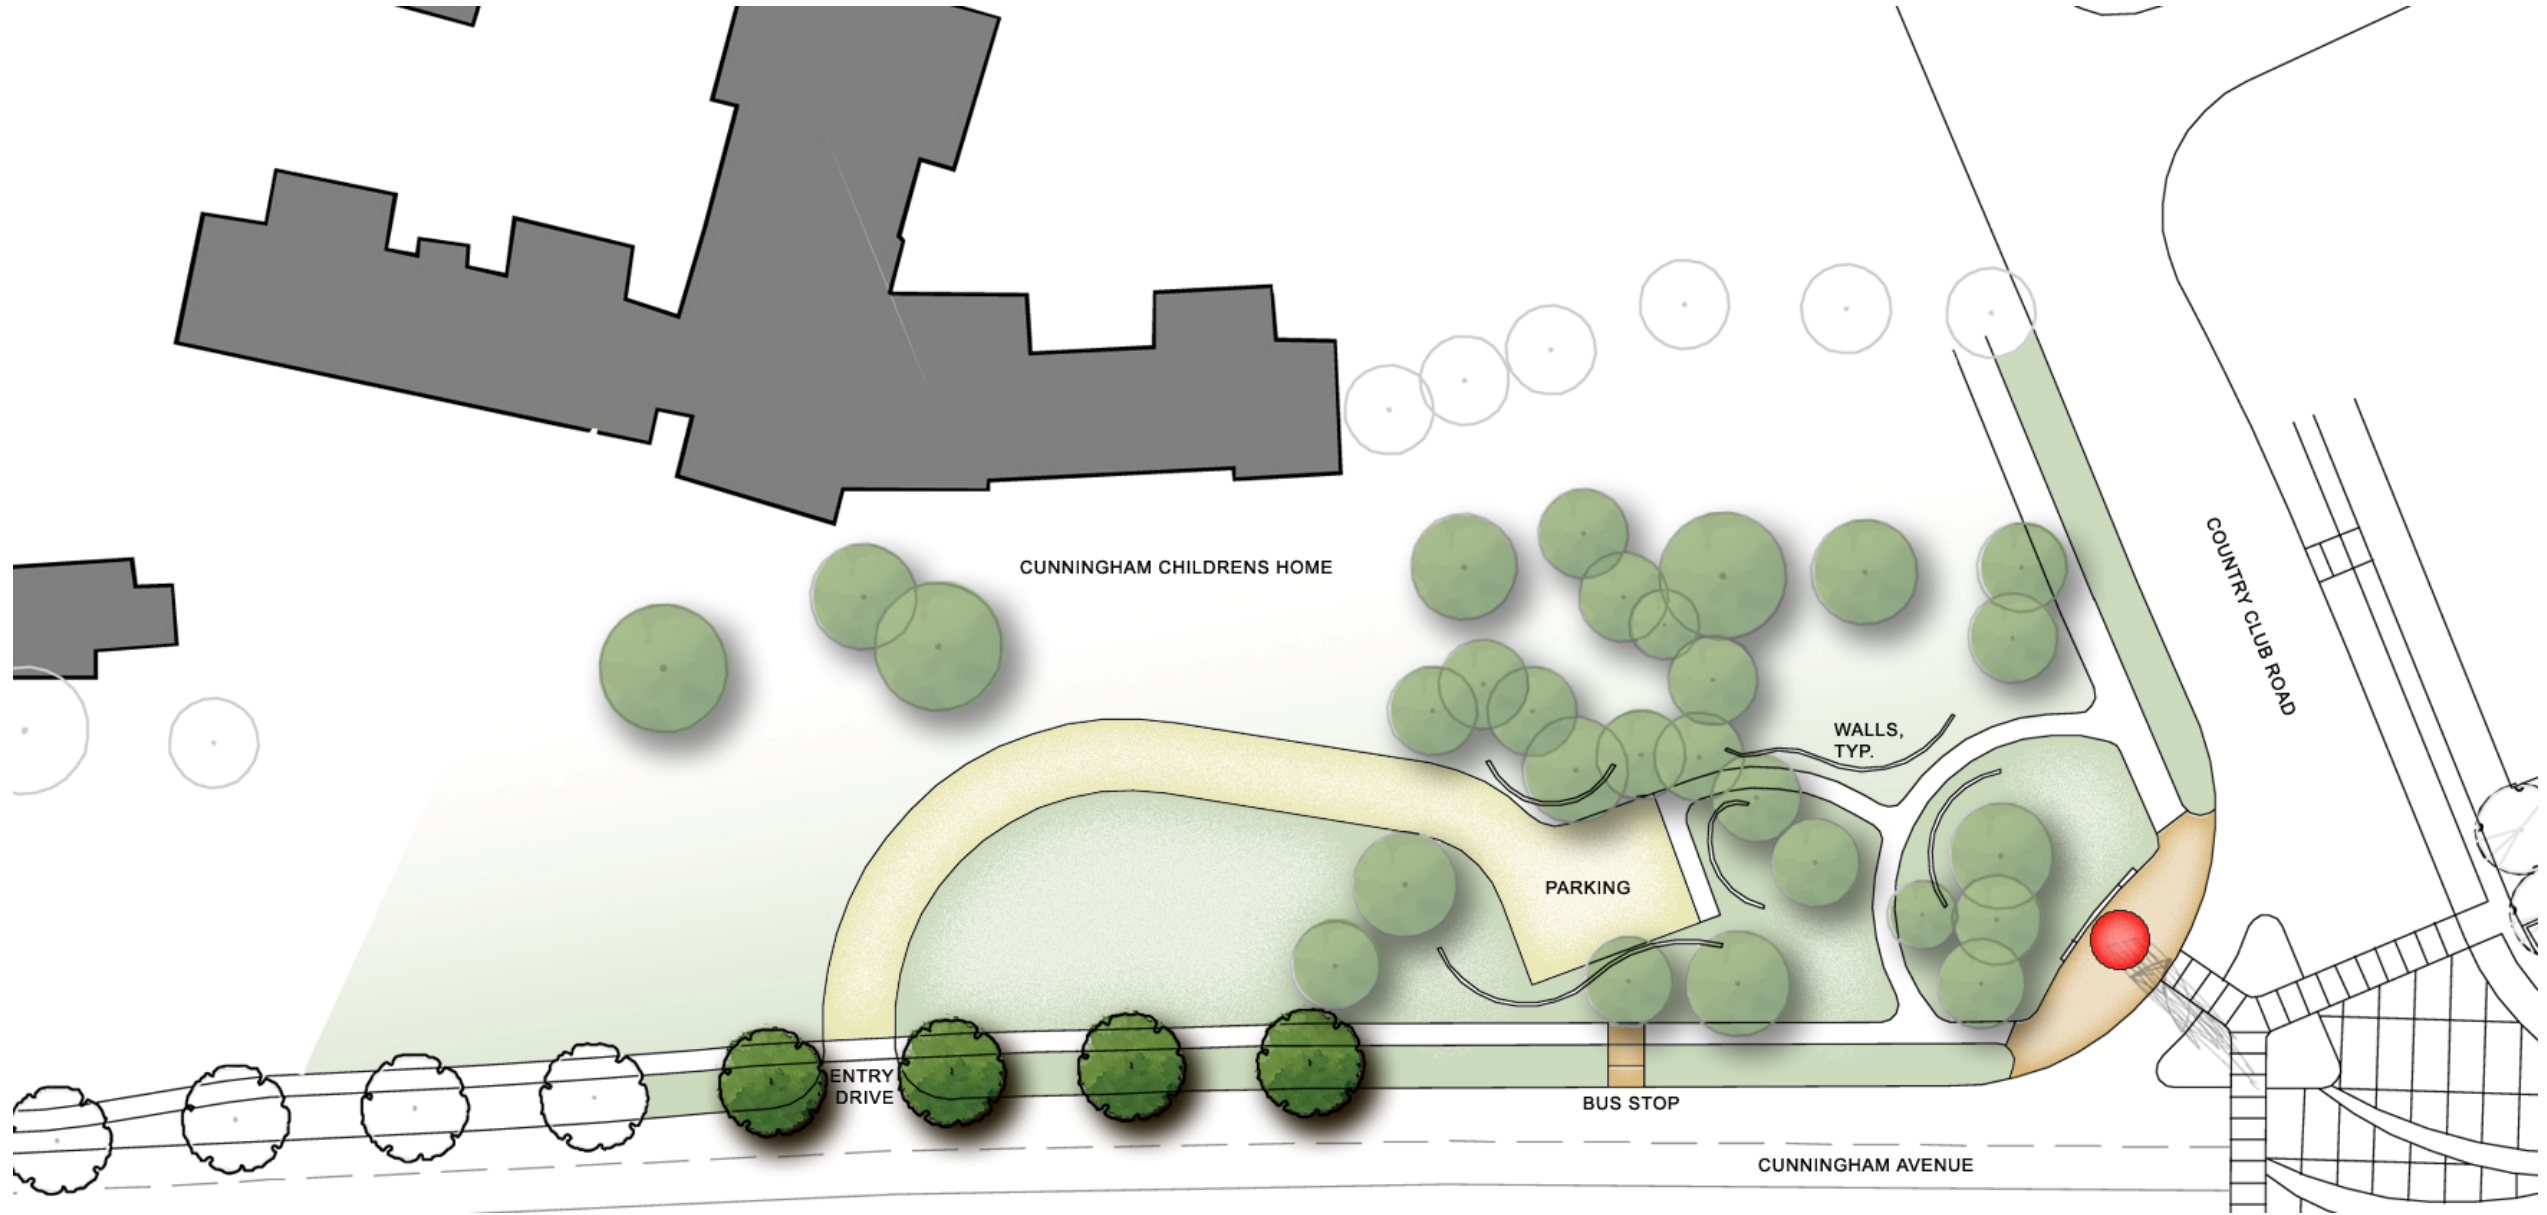 CUNNINGHAM CHILDRENS HOME
COUNTRY CLUB ROAD
WALLS,
TYP.
PARKING
ENTRY
DRIVE
BUS STOP
CUNNINGHAM AVENUE